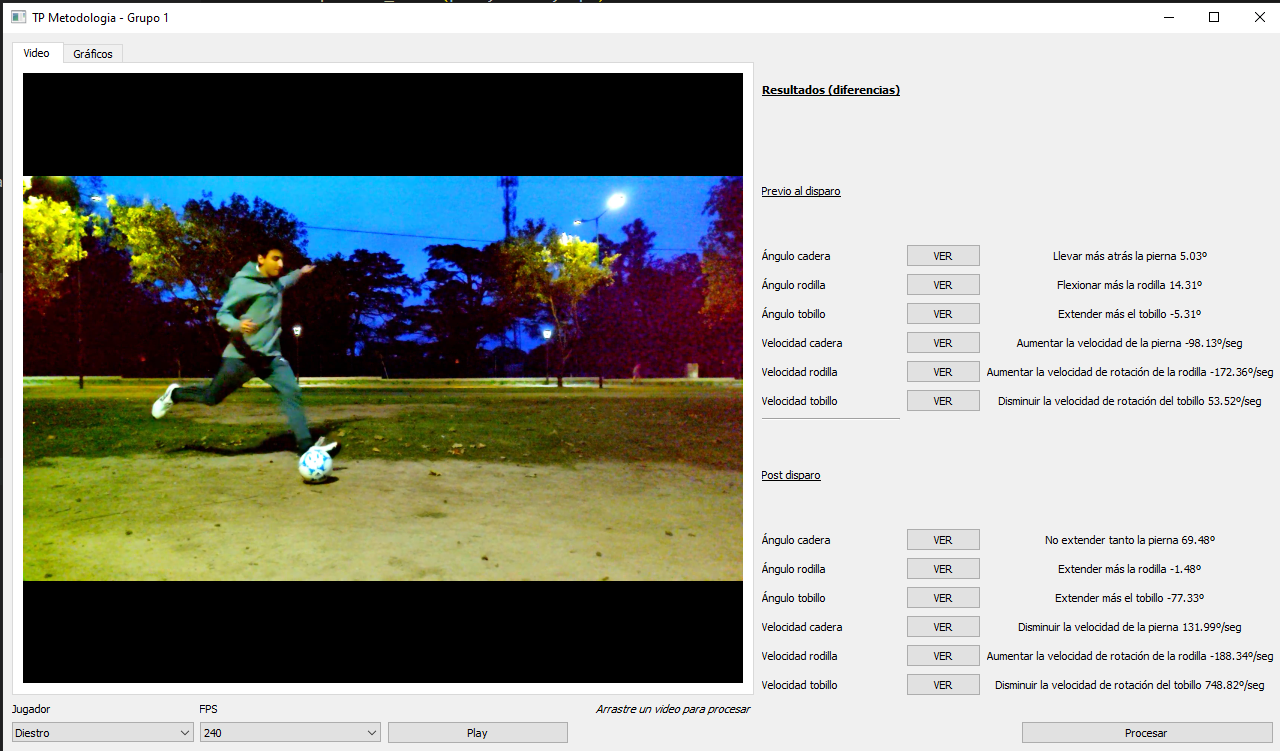 TP Metodologia - Grupo 1
Video
Gráficos
Resultados (diferencias)
Previo al disparo
Ángulo cadera VER Llevar más atrás la pierna 5.03º
Ángulo rodilla VER Flexionar más la rodilla 14.31º
Ángulo tobillo VER Extender más el tobillo -5.31º
Velocidad cadera VER Aumentar la velocidad de la pierna -98.13º/seg
Velocidad rodilla VER Aumentar la velocidad de rotación de la rodilla -172.36º/seg
Velocidad tobillo VER Disminuir la velocidad de rotación del tobillo 53.52º/seg
Post disparo
Ángulo cadera VER No extender tanto la pierna 69.48º
Ángulo rodilla VER Extender más la rodilla -1.48º
Ángulo tobillo VER Extender más el tobillo -77.33º
Velocidad cadera VER Disminuir la velocidad de la pierna 131.99º/seg
Velocidad rodilla VER Aumentar la velocidad de rotación de la rodilla -188.34º/seg
Velocidad tobillo VER Disminuir la velocidad de rotación del tobillo 748.82º/seg
Jugador FPS Arrastre un video para procesar
Diestro 240 Play Procesar